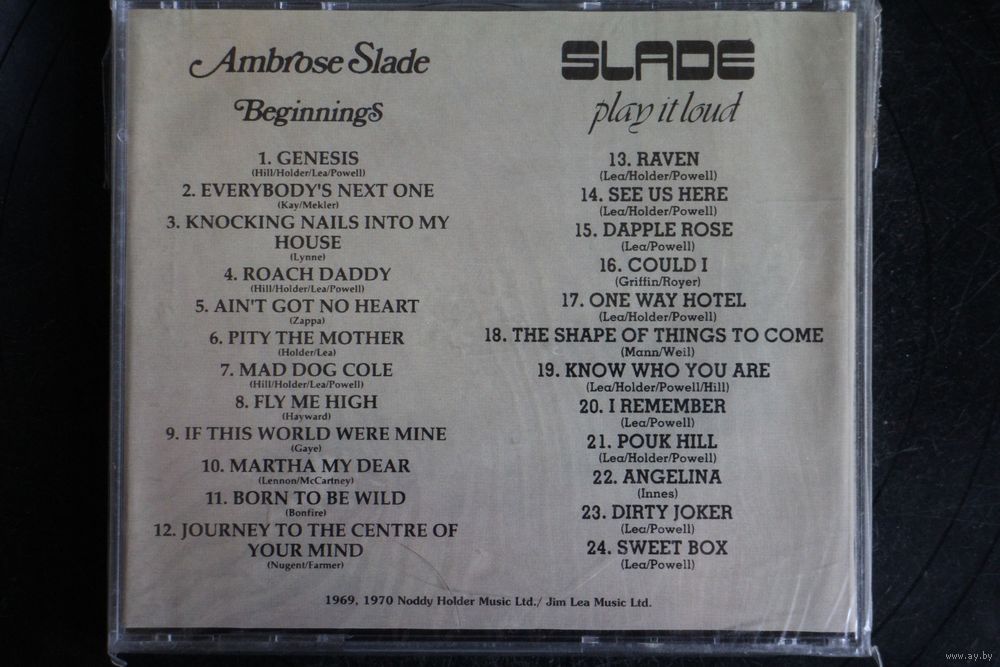 Ambrose Slade
Beginnings
1. GENESIS
(Hill/Holder/Lea/Powell)
2. EVERYBODY'S NEXT ONE
(Kay/Mekler)
3. KNOCKING NAILS INTO MY
HOUSE
(Lynne)
4. ROACH DADDY
(Hill/Holder/Lea/Powell)
5. AIN'T GOT NO HEART
(Zappa)
6. PITY THE MOTHER
(Holder/Lea)
7. MAD DOG COLE
(Hill/Holder/Lea/Powell)
8. FLY ME HIGH
(Hayward)
9. IF THIS WORLD WERE MINE
(Gaye)
10. MARTHA MY DEAR
(Lennon/McCartney)
11. BORN TO BE WILD
(Bonfire)
12. JOURNEY TO THE CENTRE OF
YOUR MIND
(Nugent/Farmer)
SLADE
play it loud
13. RAVEN
(Lea/Holder/Powell)
14. SEE US HERE
(Lea/Holder/Powell)
15. DAPPLE ROSE
(Lea/Powell)
16. COULD I
(Griffin/Royer)
17. ONE WAY HOTEL
(Lea/Holder/Powell)
18. THE SHAPE OF THINGS TO COME
(Mann/Weil)
19. KNOW WHO YOU ARE
(Lea/Holder/Powell/Hill)
20. I REMEMBER
(Lea/Powell)
21. POUK HILL
(Lea/Holder/Powell)
22. ANGELINA
(Innes)
23. DIRTY JOKER
(Lea/Powell)
24. SWEET BOX
(Lea/Powell)
1969, 1970 Noddy Holder Music Ltd./ Jim Lea Music Ltd.
www.ay.by